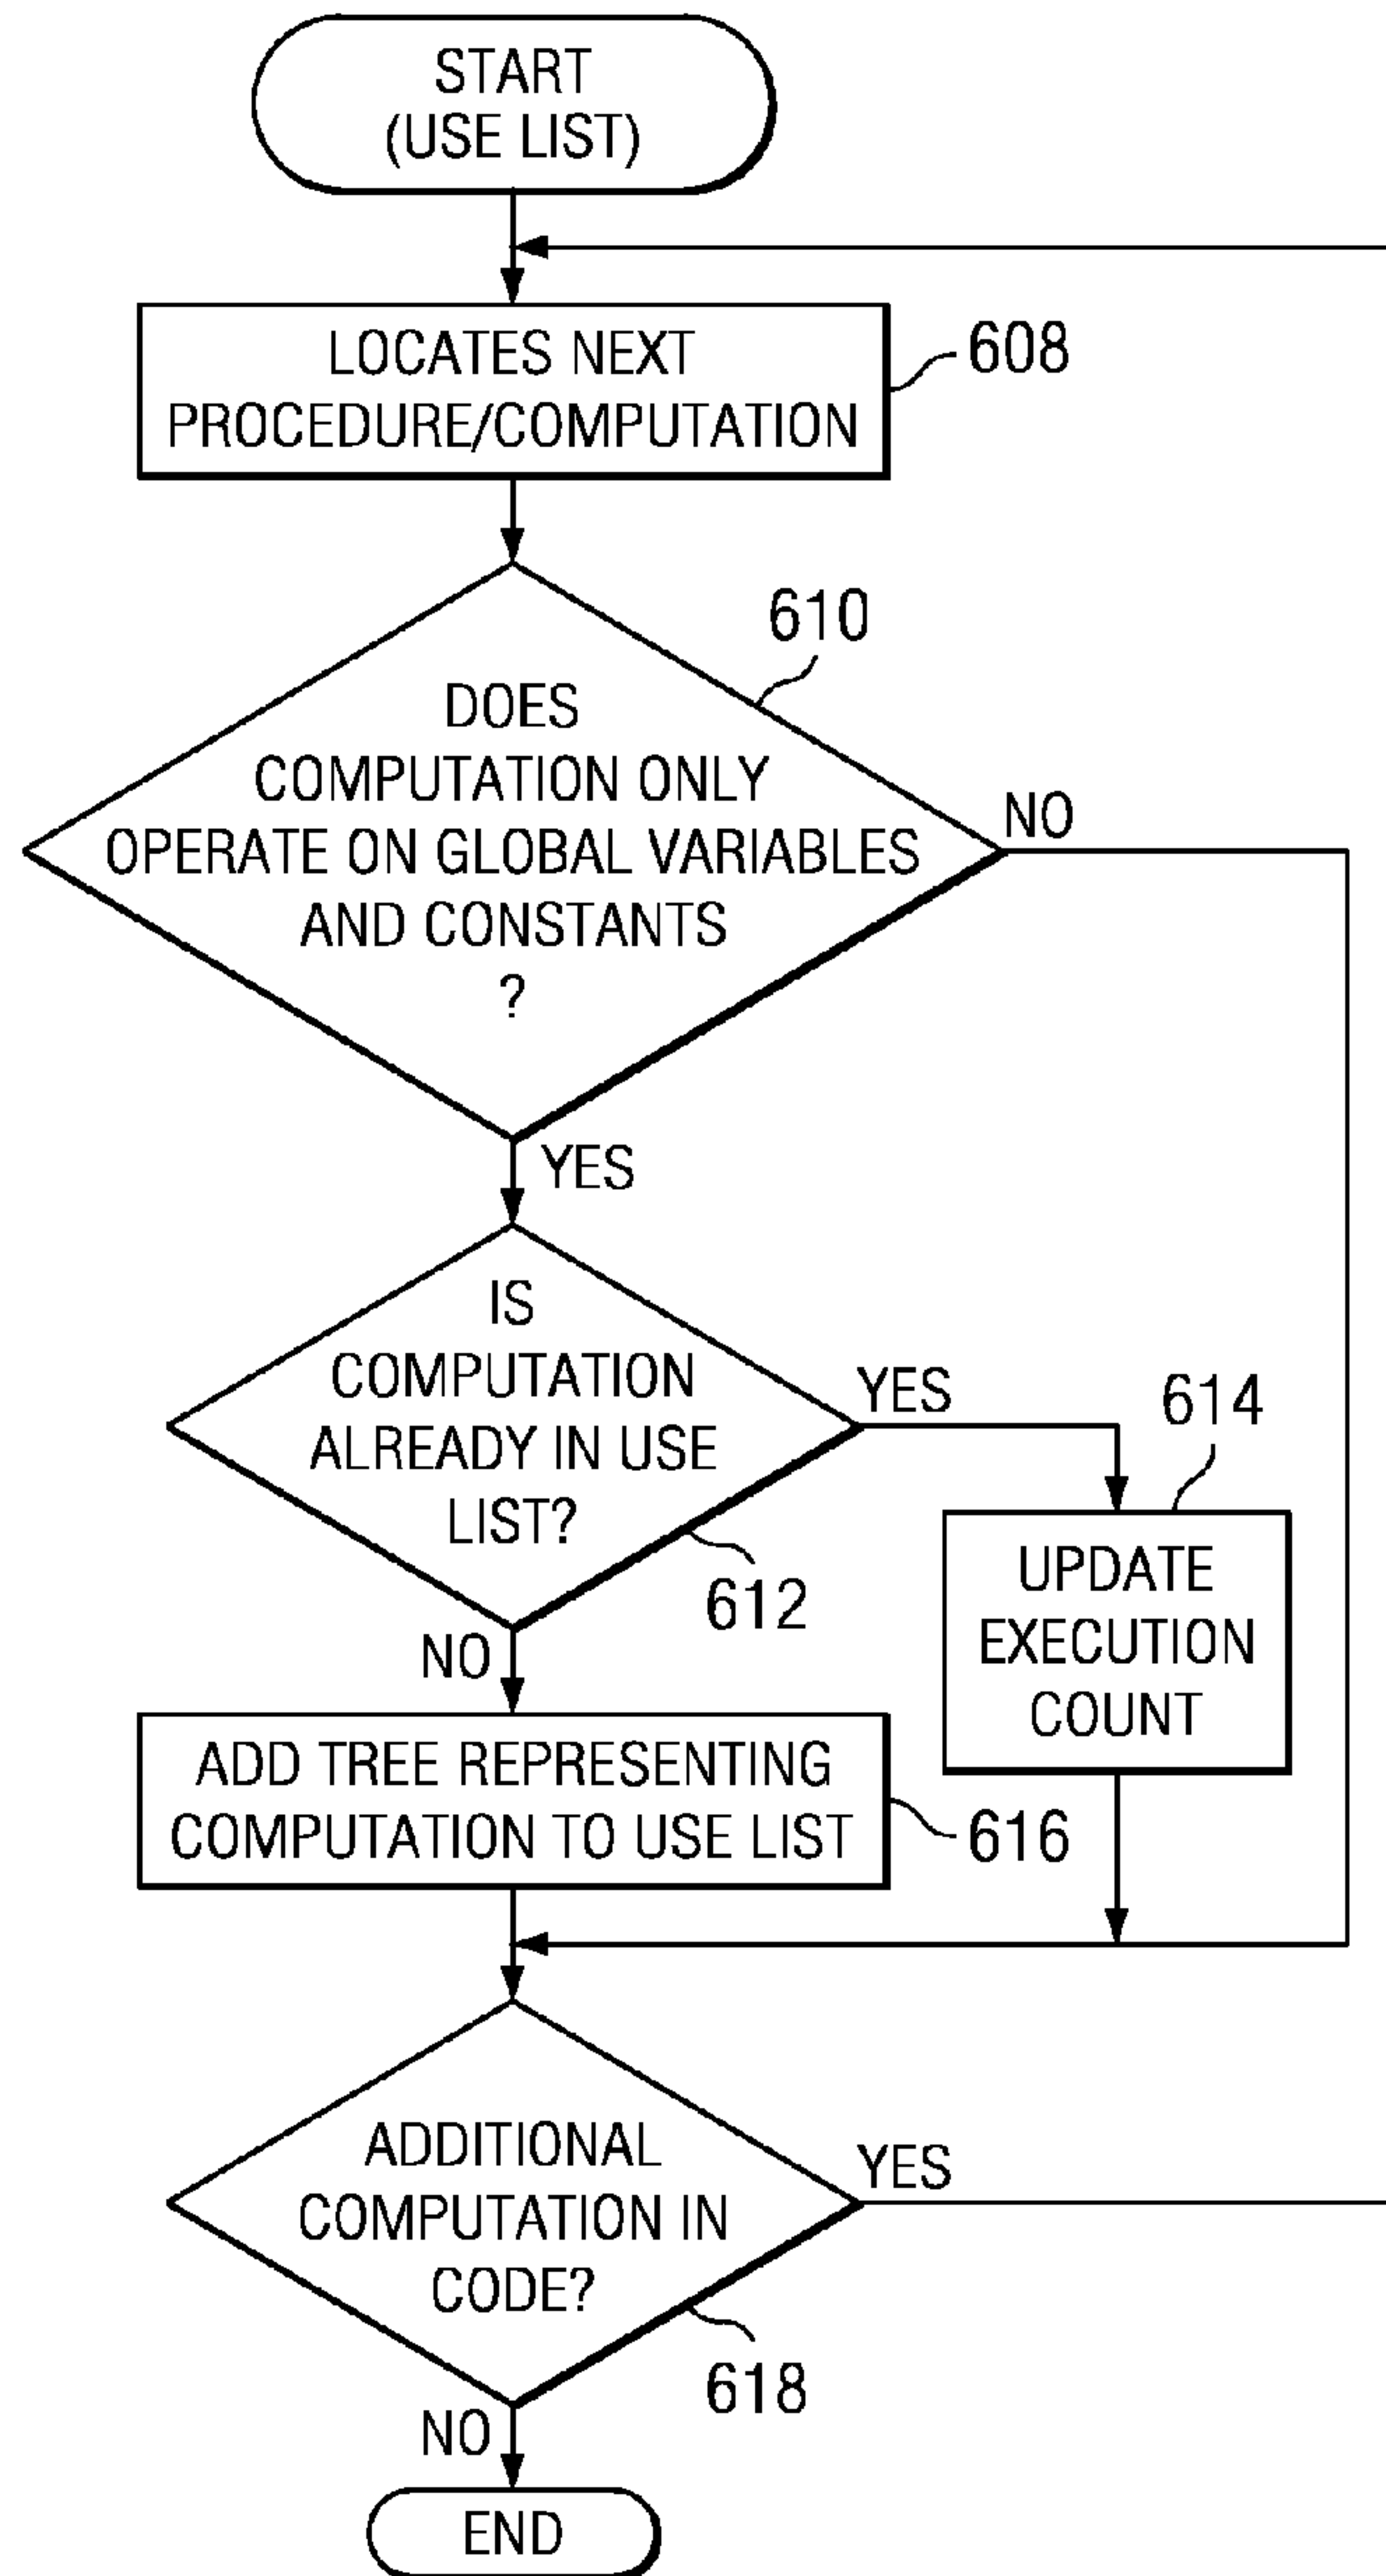 START
(USE LIST)
LOCATES NEXT
PROCEDURE/COMPUTATION
608
610
DOES
COMPUTATION ONLY
OPERATE ON GLOBAL VARIABLES
AND CONSTANTS
?
NO
YES
IS
COMPUTATION
ALREADY IN USE
LIST?
YES
612
614
UPDATE
EXECUTION
COUNT
NO
ADD TREE REPRESENTING
COMPUTATION TO USE LIST
616
ADDITIONAL
COMPUTATION IN
CODE?
YES
618
NO
END